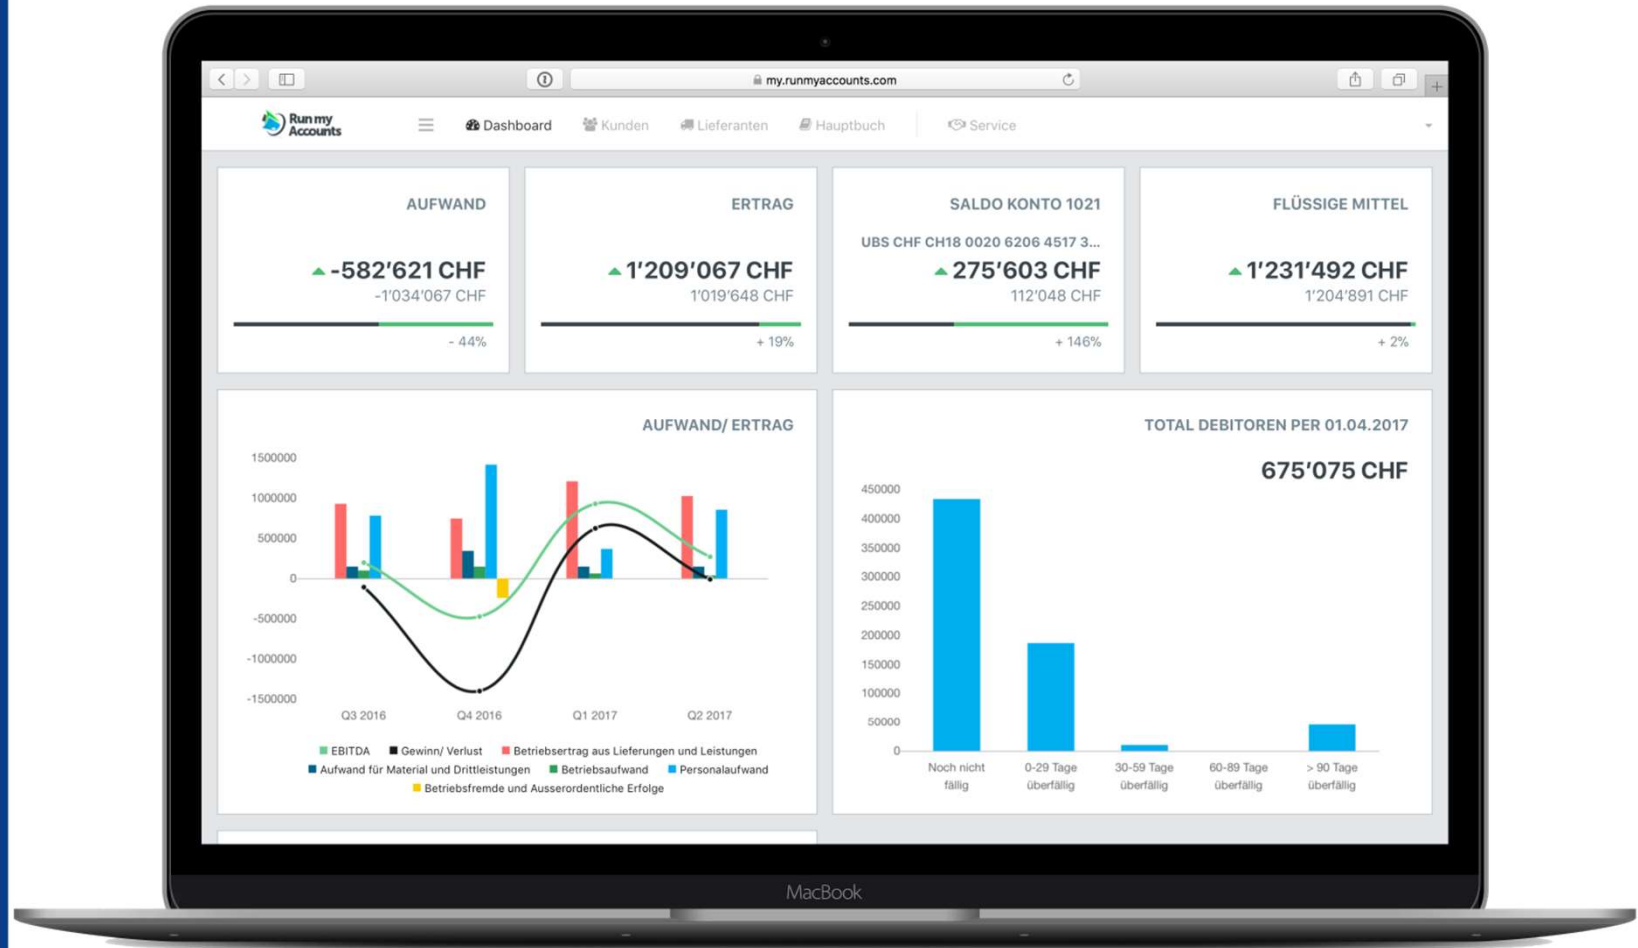 my.runmyaccounts.com
Run my
Accounts
Dashboard
Kunden
Lieferanten
Hauptbuch
Service
AUFWAND
-582’621 CHF
-1’034’067 CHF
- 44%
ERTRAG
1’209’067 CHF
1’019’648 CHF
+ 19%
SALDO KONTO 1021
UBS CHF CH18 0020 6206 4517 3...
275’603 CHF
112’048 CHF
+ 146%
FLÜSSIGE MITTEL
1’231’492 CHF
1’204’891 CHF
+ 2%
AUFWAND/ ERTRAG
1500000
1000000
500000
0
-500000
-1000000
-1500000
Q3 2016 Q4 2016 Q1 2017 Q2 2017
EBITDA Gewinn/ Verlust Betriebsertrag aus Lieferungen und Leistungen
Aufwand für Material und Drittleistungen Betriebsaufwand Personalaufwand
Betriebsfremde und Ausserordentliche Erfolge
TOTAL DEBITOREN PER 01.04.2017
675’075 CHF
450000
400000
350000
300000
250000
200000
150000
100000
50000
0
Noch nicht
fällig
0-29 Tage
überfällig
30-59 Tage
überfällig
60-89 Tage
überfällig
> 90 Tage
überfällig
MacBook